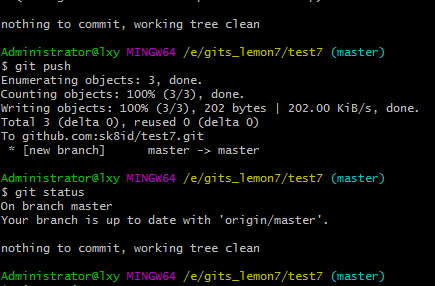 nothing to commit, working tree clean
Administrator@lxy MINGW64 /e/gits_lemon7/test7 (master)
$ git push
Enumerating objects: 3, done.
Counting objects: 100% (3/3), done.
Writing objects: 100% (3/3), 202 bytes | 202.00 KiB/s, done.
Total 3 (delta 0), reused 0 (delta 0)
To github.com:sk8id/test7.git
 * [new branch]      master -> master
Administrator@lxy MINGW64 /e/gits_lemon7/test7 (master)
$ git status
On branch master
Your branch is up to date with 'origin/master'.
nothing to commit, working tree clean
Administrator@lxy MINGW64 /e/gits_lemon7/test7 (master)